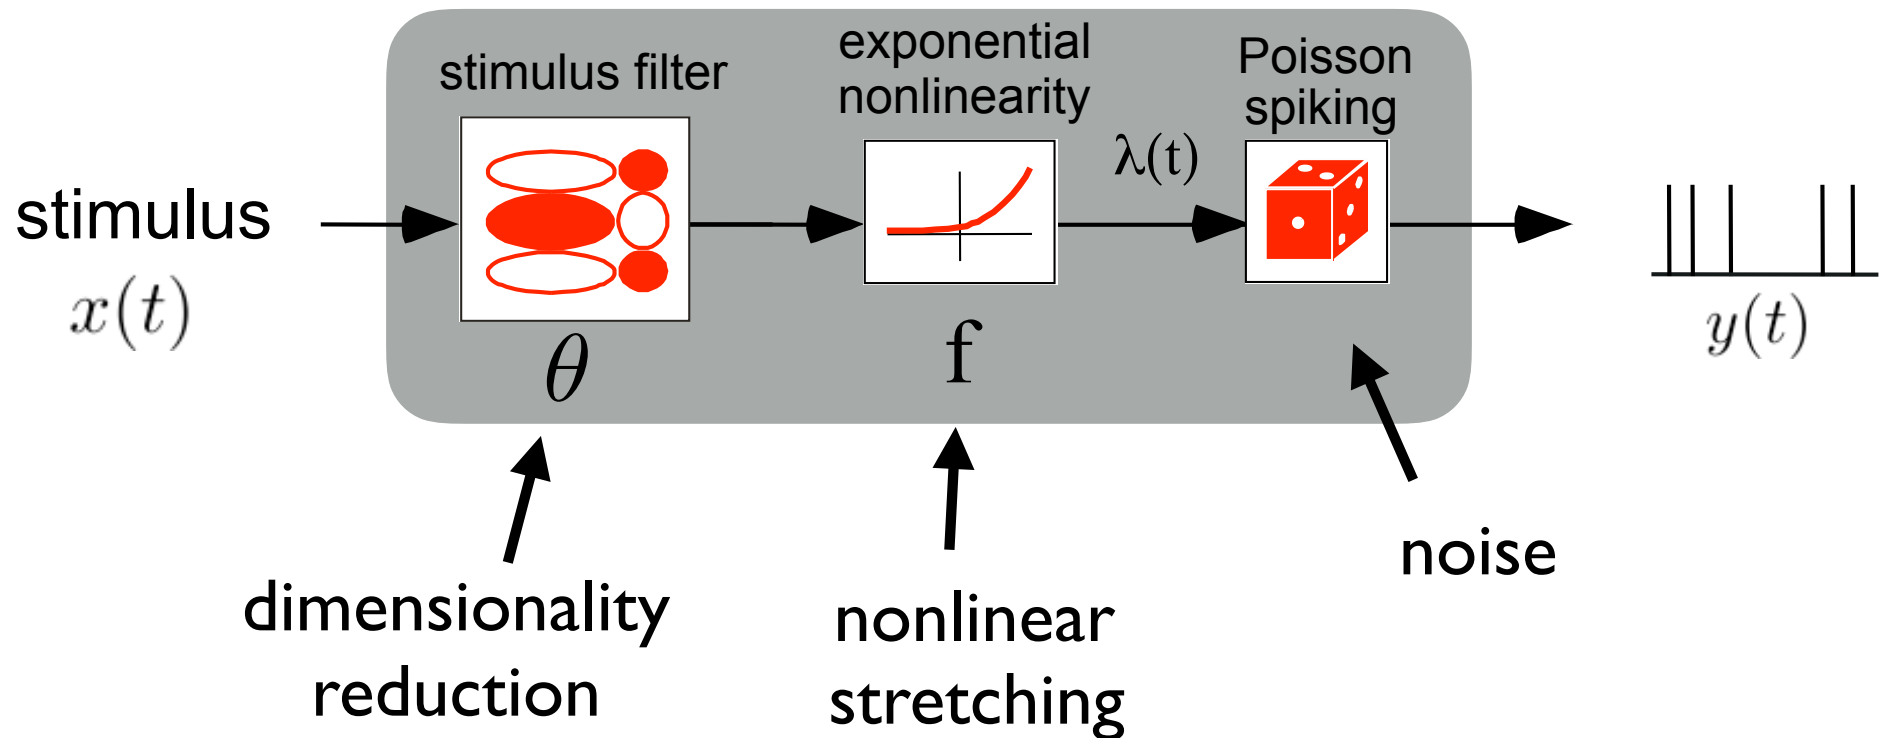 stimulus
x(t)
stimulus filter
θ
exponential
nonlinearity
f
λ(t)
Poisson
spiking
y(t)
dimensionality
reduction
nonlinear
stretching
noise